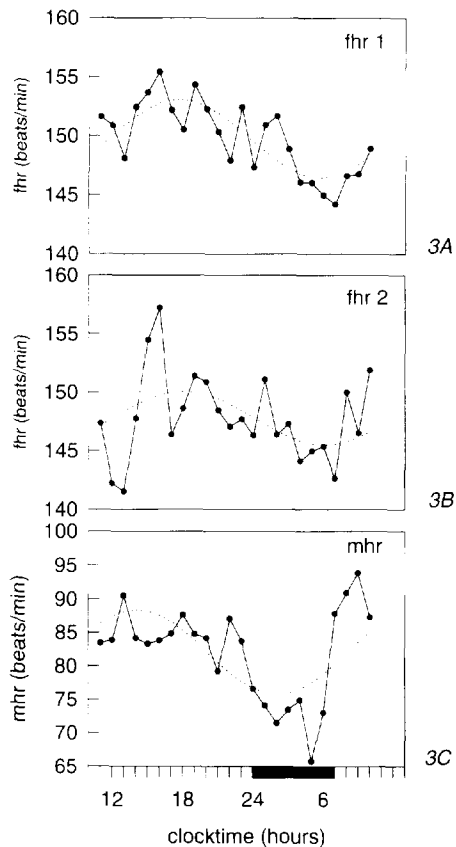 160
fhr 1
155
150
145
140
fhr (beats/min)
3A
160
fhr 2
155
150
145
140
fhr (beats/min)
3B
100
mhr
95
90
85
80
75
70
65
mhr (beats/min)
3C
12 18 24 6
clocktime (hours)